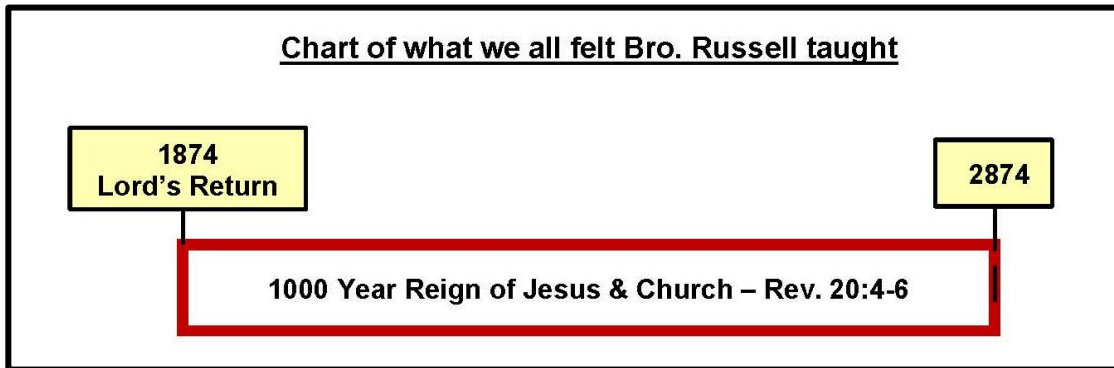 Chart of what we all felt Bro. Russell taught
1874
Lord's Return
2874
1000 Year Reign of Jesus & Church – Rev. 20:4-6